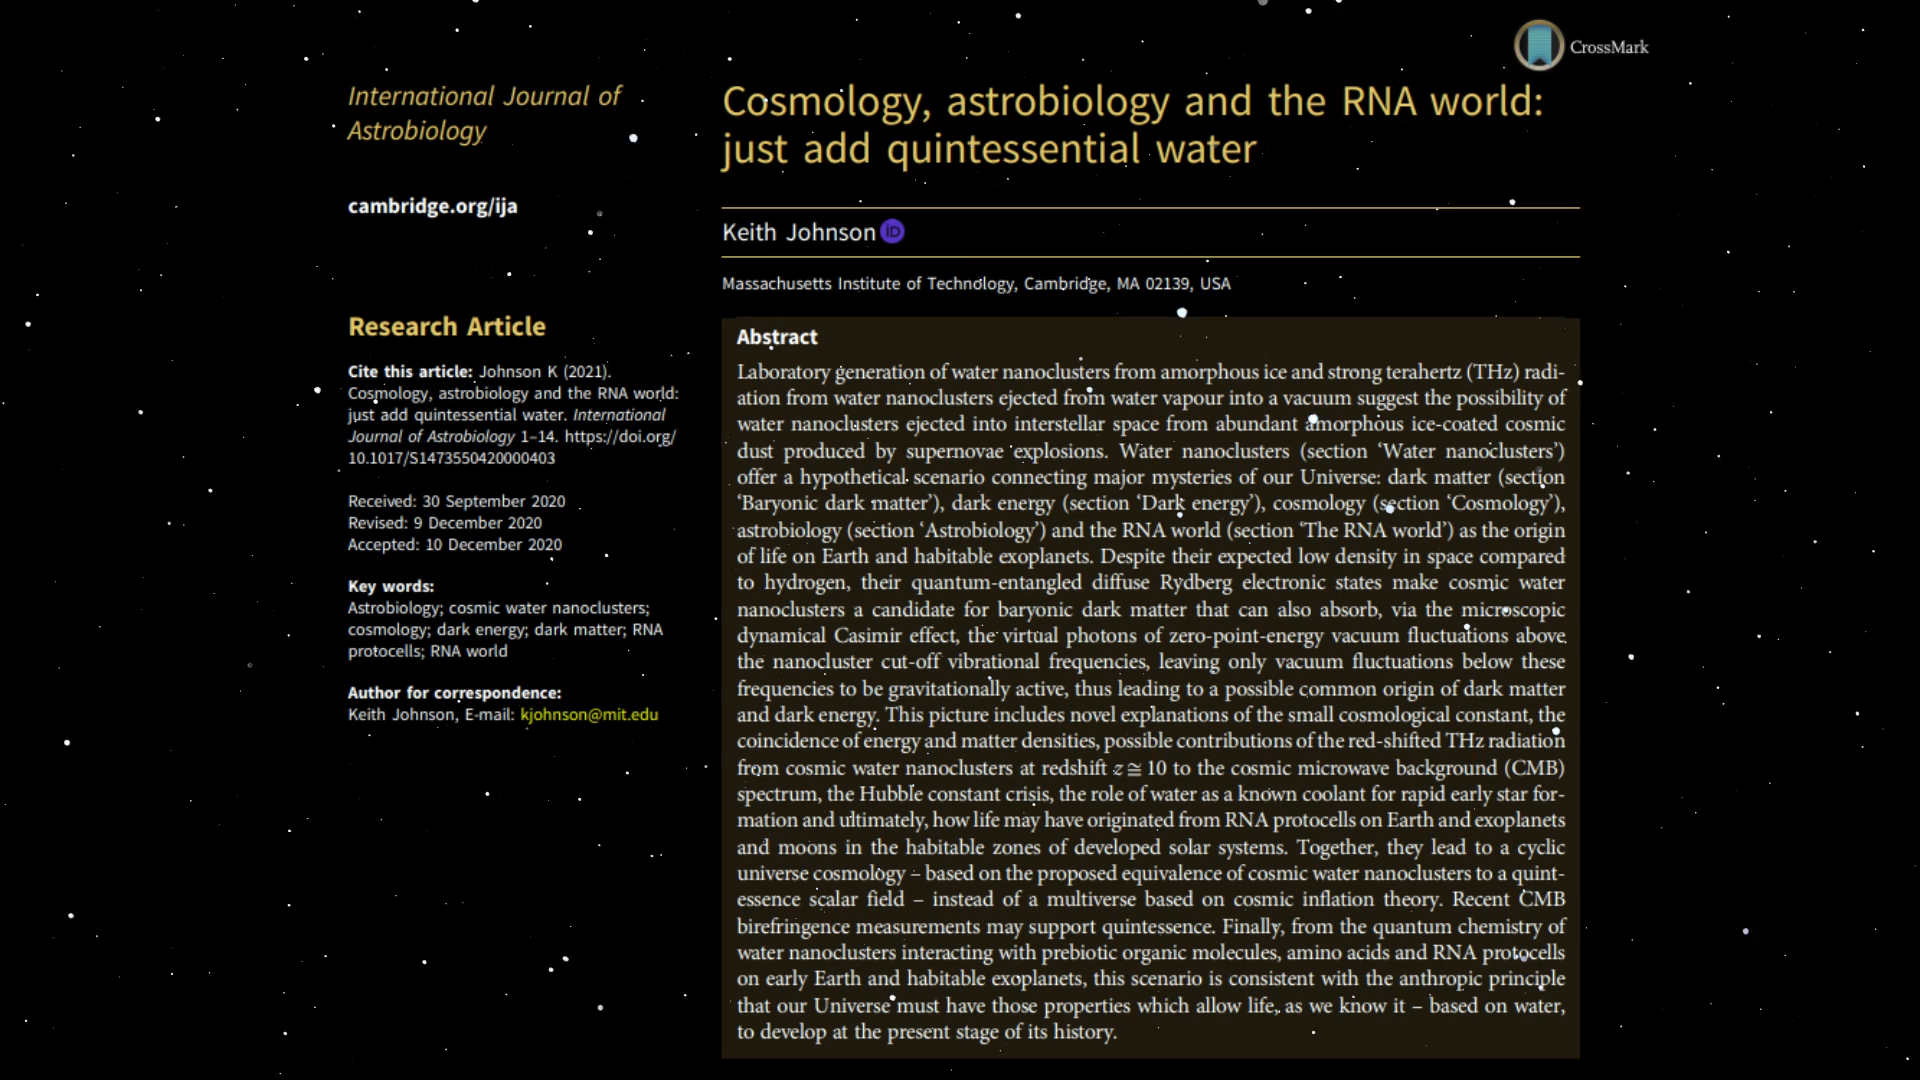 CrossMark
International Journal of
Astrobiology
cambridge.org/ija
Research Article
Cite this article: Johnson K (2021).
Cosmology, astrobiology and the RNA world:
just add quintessential water. International
Journal of Astrobiology 1–14. https://doi.org/
10.1017/S1473550420000403
Received: 30 September 2020
Revised: 9 December 2020
Accepted: 10 December 2020
Key words:
Astrobiology; cosmic water nanoclusters;
cosmology; dark energy; dark matter; RNA
protocells; RNA world
Author for correspondence:
Keith Johnson, E-mail: kjohnson@mit.edu
Cosmology, astrobiology and the RNA world:
just add quintessential water
Keith Johnson iD
Massachusetts Institute of Technology, Cambridge, MA 02139, USA
Abstract
Laboratory generation of water nanoclusters from amorphous ice and strong terahertz (THz) radi-
ation from water nanoclusters ejected from water vapour into a vacuum suggest the possibility of
water nanoclusters ejected into interstellar space from abundant amorphous ice-coated cosmic
dust produced by supernovae explosions. Water nanoclusters (section ‘Water nanoclusters’)
offer a hypothetical scenario connecting major mysteries of our Universe: dark matter (section
‘Baryonic dark matter’), dark energy (section ‘Dark energy’), cosmology (section ‘Cosmology’),
astrobiology (section ‘Astrobiology’) and the RNA world (section ‘The RNA world’) as the origin
of life on Earth and habitable exoplanets. Despite their expected low density in space compared
to hydrogen, their quantum-entangled diffuse Rydberg electronic states make cosmic water
nanoclusters a candidate for baryonic dark matter that can also absorb, via the microscopic
dynamical Casimir effect, the virtual photons of zero-point-energy vacuum fluctuations above
the nanocluster cut-off vibrational frequencies, leaving only vacuum fluctuations below these
frequencies to be gravitationally active, thus leading to a possible common origin of dark matter
and dark energy. This picture includes novel explanations of the small cosmological constant, the
coincidence of energy and matter densities, possible contributions of the red-shifted THz radiation
from cosmic water nanoclusters at redshift z ≅ 10 to the cosmic microwave background (CMB)
spectrum, the Hubble constant crisis, the role of water as a known coolant for rapid early star for-
mation and ultimately, how life may have originated from RNA protocells on Earth and exoplanets
and moons in the habitable zones of developed solar systems. Together, they lead to a cyclic
universe cosmology – based on the proposed equivalence of cosmic water nanoclusters to a quint-
essence scalar field – instead of a multiverse based on cosmic inflation theory. Recent CMB
birefringence measurements may support quintessence. Finally, from the quantum chemistry of
water nanoclusters interacting with prebiotic organic molecules, amino acids and RNA protocells
on early Earth and habitable exoplanets, this scenario is consistent with the anthropic principle
that our Universe must have those properties which allow life, as we know it – based on water,
to develop at the present stage of its history.